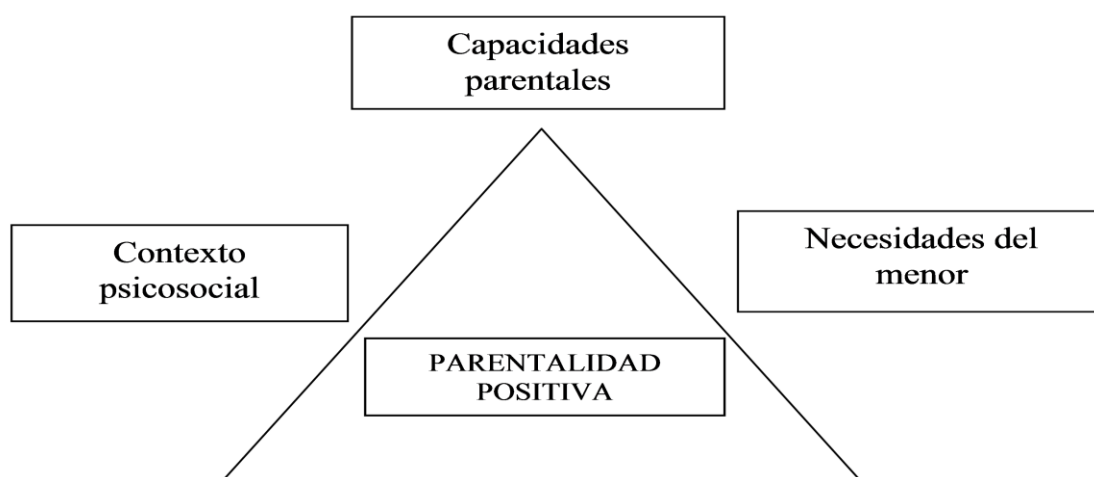 Capacidades
parentales
Contexto
psicosocial
Necesidades del
menor
PARENTALIDAD
POSITIVA